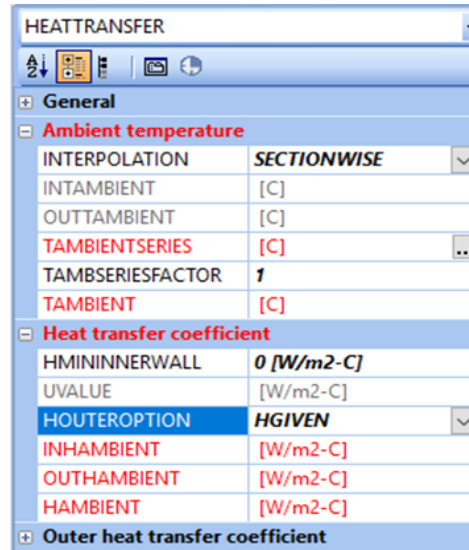 HEATTRANSFER
General
Ambient temperature
INTERPOLATION SECTIONWISE
INTAMBIENT [C]
OUTTAMBIENT [C]
TAMBIENTSERIES [C] ...
TAMBSERIESFACTOR 1
TAMBIENT [C]
Heat transfer coefficient
HMININNERWALL 0 [W/m2-C]
UVALUE [W/m2-C]
HOUTEROPTION HGIVEN
INHAMBIENT [W/m2-C]
OUTHAMBIENT [W/m2-C]
HAMBIENT [W/m2-C]
Outer heat transfer coefficient